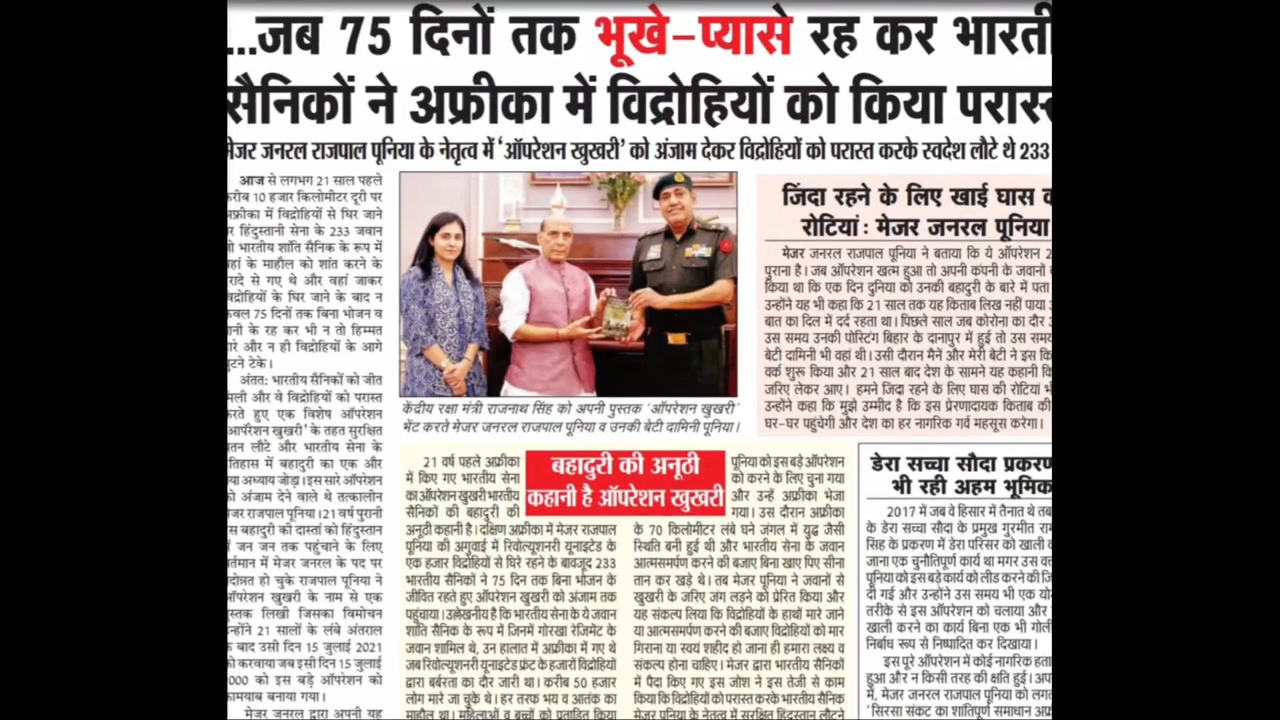 ...जब 75 दिनों तक भूखे-प्यासे रह कर भारती
सैनिकों ने अफ्रीका में विद्रोहियों को किया परास्त
मेजर जनरल राजपाल पूनिया के नेतृत्व में 'ऑपरेशन खुखरी' को अंजाम देकर विद्रोहियों को परास्त करके स्वदेश लौटे थे 233
आज से लगभग 21 साल पहले
करीब 10 हजार किलोमीटर दूरी पर
अफ्रीका में विद्रोहियों से घिर जाने
पर हिंदुस्तानी सेना के 233 जवान
जो भारतीय शांति सैनिक के रूप में
वहां के माहौल को शांत करने के
इरादे से गए थे और वहां जाकर
विद्रोहियों के घिर जाने के बाद न
केवल 75 दिनों तक बिना भोजन व
पानी के रह कर भी न तो हिम्मत
हारे और न ही विद्रोहियों के आगे
घुटने टेके।
अंतत: भारतीय सैनिकों को जीत
मिली और वे विद्रोहियों को परास्त
करते हुए एक विशेष ऑपरेशन
'आपॅरेशन खुखरी' के तहत सुरक्षित
वतन लौटे और भारतीय सेना के
इतिहास में बहादुरी का एक और
नया अध्याय जोड़ा। इस सारे ऑपरेशन
को अंजाम देने वाले थे तत्कालीन
मेजर राजपाल पूनिया। 21 वर्ष पुरानी
इस बहादुरी की दास्तां को हिंदुस्तान
में जन जन तक पहुंचाने के लिए
वर्तमान में मेजर जनरल के पद पर
पदोन्नत हो चुके राजपाल पूनिया ने
ऑपरेशन खुखरी के नाम से एक
पुस्तक लिखी जिसका विमोचन
उन्होंने 21 सालों के लंबे अंतराल
के बाद उसी दिन 15 जुलाई 2021
को करवाया जब इसी दिन 15 जुलाई
2000 को इस बड़े ऑपरेशन को
कामयाब बनाया गया।
मेजर जनरल द्वारा अपनी यह
केंद्रीय रक्षा मंत्री राजनाथ सिंह को अपनी पुस्तक 'ऑपरेशन खुखरी'
भेंट करते मेजर जनरल राजपाल पूनिया व उनकी बेटी दामिनी पूनिया।
बहादुरी की अनूठी
कहानी है ऑपरेशन खुखरी
21 वर्ष पहले अफ्रीका
में किए गए भारतीय सेना
का ऑपरेशन खुखरी भारतीय
सैनिकों की बहादुरी की
अनूठी कहानी है। दक्षिण अफ्रीका में मेजर राजपाल
पूनिया की अगुवाई में रिवोल्यूशनरी यूनाइटेड के
एक हजार विद्रोहियों से घिरे रहने के बावजूद 233
भारतीय सैनिकों ने 75 दिन तक बिना भोजन के
जीवित रहते हुए ऑपरेशन खुखरी को अंजाम तक
पहुंचाया। उल्लेखनीय है कि भारतीय सेना के ये जवान
शांति सैनिक के रूप में जिनमें गोरखा रेजिमेंट के
जवान शामिल थे, उन हालात में अफ्रीका में गए थे
जब रिवोल्यूशनरी यूनाइटेड फ्रंट के हजारों विद्रोहियों
द्वारा बर्बरता का दौर जारी था। करीब 50 हजार
लोग मारे जा चुके थे। हर तरफ भय व आतंक का
माहौल था। महिलाओं व बच्चों को प्रताड़ित किया
पूनिया को इस बड़े ऑपरेशन
को करने के लिए चुना गया
और उन्हें अफ्रीका भेजा
गया। उस दौरान अफ्रीका
के 70 किलोमीटर लंबे घने जंगल में युद्ध जैसी
स्थिति बनी हुई थी और भारतीय सेना के जवान
आत्मसमर्पण करने की बजाए बिना खाए पिए सीना
तान कर खड़े थे। तब मेजर पूनिया ने जवानों से
खुखरी के जरिए जंग लड़ने को प्रेरित किया और
यह संकल्प लिया कि विद्रोहियों के हाथों मारे जाने
या आत्मसमर्पण करने की बजाए विद्रोहियों को मार
गिराना या स्वयं शहीद हो जाना ही हमारा लक्ष्य व
संकल्प होना चाहिए। मेजर द्वारा भारतीय सैनिकों
में पैदा किए गए इस जोश ने इस तेजी से काम
किया कि विद्रोहियों को परास्त करके भारतीय सैनिक
मेजर पूनिया के नेतृत्व में सुरक्षित हिंदुस्तान लौटने
जिंदा रहने के लिए खाई घास की
रोटियां : मेजर जनरल पूनिया
मेजर जनरल राजपाल पूनिया ने बताया कि ये ऑपरेशन 2
पुराना है। जब ऑपरेशन खत्म हुआ तो अपनी कंपनी के जवानों
किया था कि एक दिन दुनिया को उनकी बहादुरी के बारे में पता
उन्होंने यह भी कहा कि 21 साल तक यह किताब लिख नहीं पाया
बात का दिल में दर्द रहता था। पिछले साल जब कोरोना का दौर
उस समय उनकी पोस्टिंग बिहार के दानापुर में हुई तो उस समय
बेटी दामिनी भी वहां थी। उसी दौरान मैनें और मेरी बेटी ने इस कि
वर्क शुरू किया और 21 साल बाद देश के सामने यह कहानी कि
जरिए लेकर आए। हमने जिंदा रहने के लिए घास की रोटियां भ
उन्होंने कहा कि मुझे उम्मीद है कि इस प्रेरणादायक किताब की
घर-घर पहुंचेगी और देश का हर नागरिक गर्व महसूस करेगा।
डेरा सच्चा सौदा प्रकरण
भी रही अहम भूमिक
2017 में जब वे हिसार में तैनात थे तब
के डेरा सच्चा सौदा के प्रमुख गुरमीत राम
सिंह के प्रकरण में डेरा परिसर को खाली क
जाना एक चुनौतिपूर्ण कार्य था मगर उस वक्त
पूनिया को इस बड़े कार्य को लीड करने की जि
दी गई और उन्होंने उस समय भी एक यो
तरीके से इस ऑपरेशन को चलाया और
खाली करने का कार्य बिना एक भी गोली
निर्बाध रूप से निष्पादित कर दिखाया।
इस पूरे ऑपरेशन में कोई नागरिक हता
हुआ और न किसी तरह की क्षति हुई। अप
में, मेजर जनरल राजपाल पूनिया को लग
'सिरसा संकट का शांतिपूर्ण समाधान अ